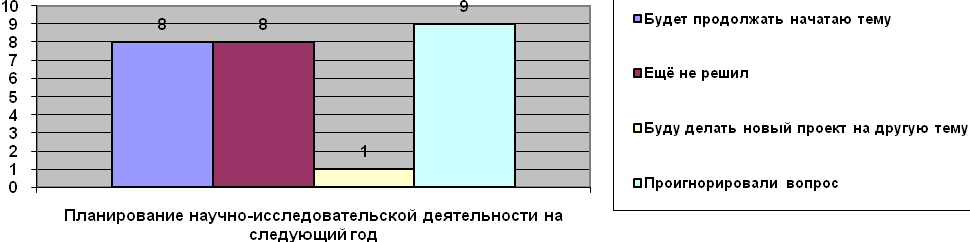 10
9
8
7
6
5
4
3
2
1
0
8
8
1
9
Планирование научно-исследовательской деятельности на
следующий год
Будет продолжать начатаю тему
Ещё не решил
Буду делать новый проект на другую тему
Проигнорировали вопрос